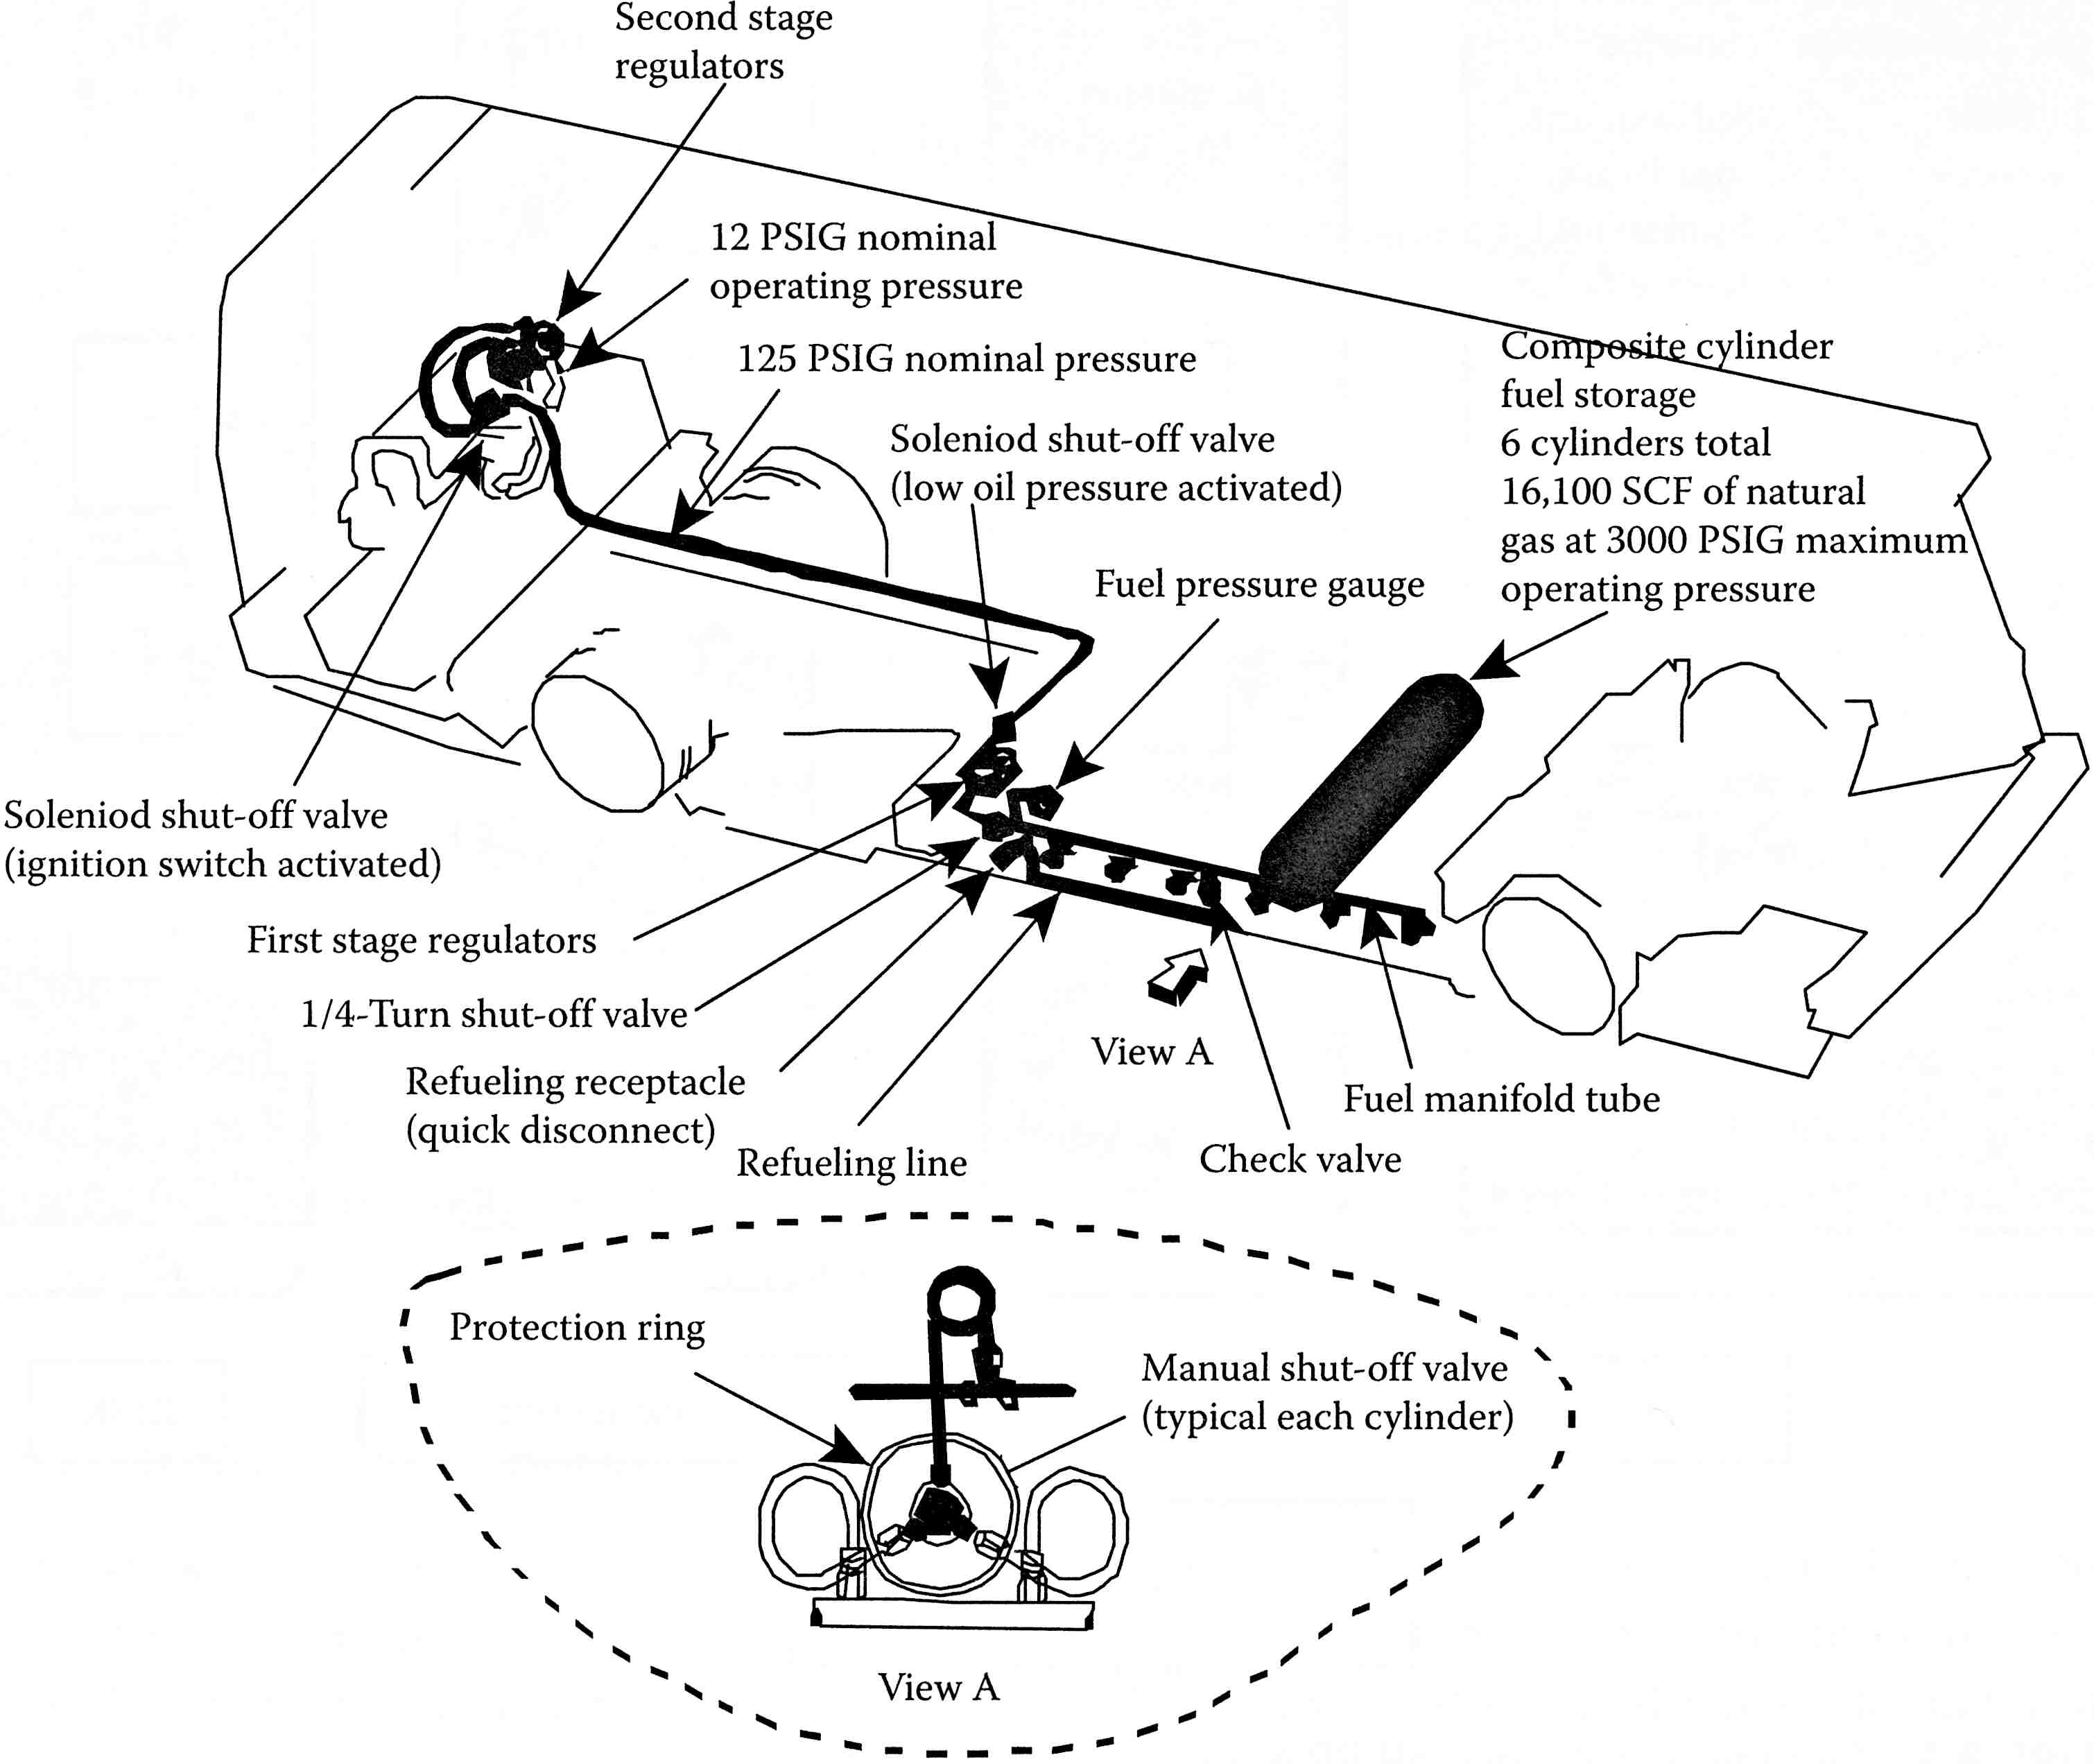 Second stage
regulators
12 PSIG nominal
operating pressure
125 PSIG nominal pressure
Soleniod shut-off valve
(low oil pressure activated)
Composite cylinder
fuel storage
6 cylinders total
16,100 SCF of natural
gas at 3000 PSIG maximum
operating pressure
Fuel pressure gauge
Soleniod shut-off valve
(ignition switch activated)
First stage regulators
1/4-Turn shut-off valve
Refueling receptacle
(quick disconnect)
Refueling line
View A
Check valve
Fuel manifold tube
Protection ring
Manual shut-off valve
(typical each cylinder)
View A